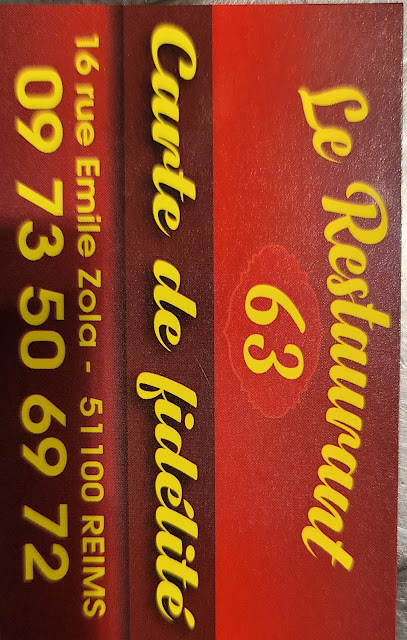 Le Restaurant
63
Carte de fidélité
16 rue Emile Zola - 51100 REIMS
09 73 50 69 72